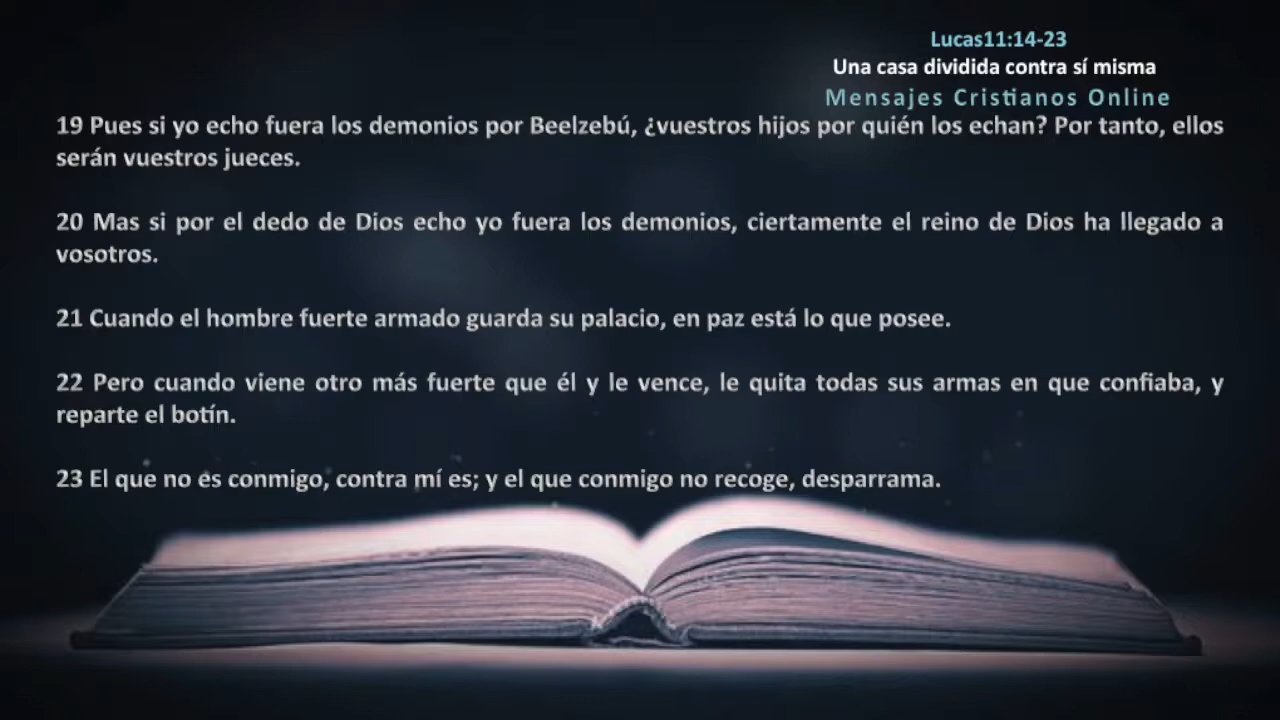 Lucas11:14-23
Una casa dividida contra sí misma
Mensajes Cristianos Online
19 Pues si yo echo fuera los demonios por Beelzebú, ¿vuestros hijos por quién los echan? Por tanto, ellos
serán vuestros jueces.
20 Mas si por el dedo de Dios echo yo fuera los demonios, ciertamente el reino de Dios ha llegado a
vosotros.
21 Cuando el hombre fuerte armado guarda su palacio, en paz está lo que posee.
22 Pero cuando viene otro más fuerte que él y le vence, le quita todas sus armas en que confiaba, y
reparte el botín.
23 El que no es conmigo, contra mí es; y el que conmigo no recoge, desparrama.